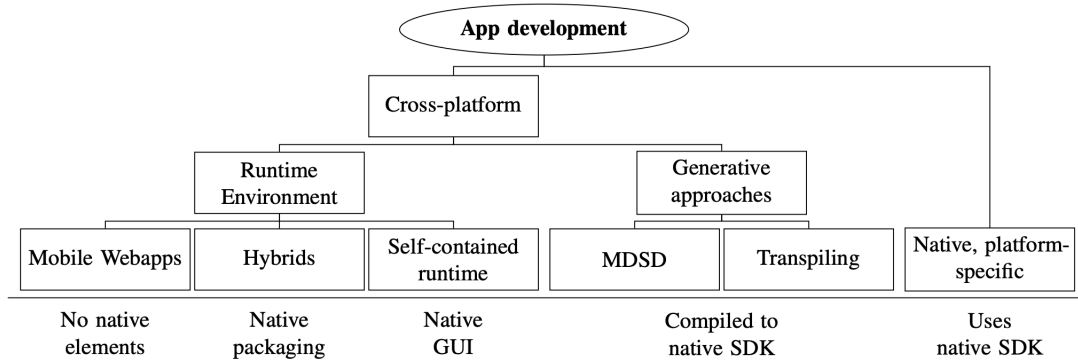 App development
Cross-platform
Runtime
Environment
Generative
approaches
Mobile Webapps
Hybrids
Self-contained
runtime
MDSD
Transpiling
Native, platform-
specific
No native
elements
Native
packaging
Native
GUI
Compiled to
native SDK
Uses
native SDK